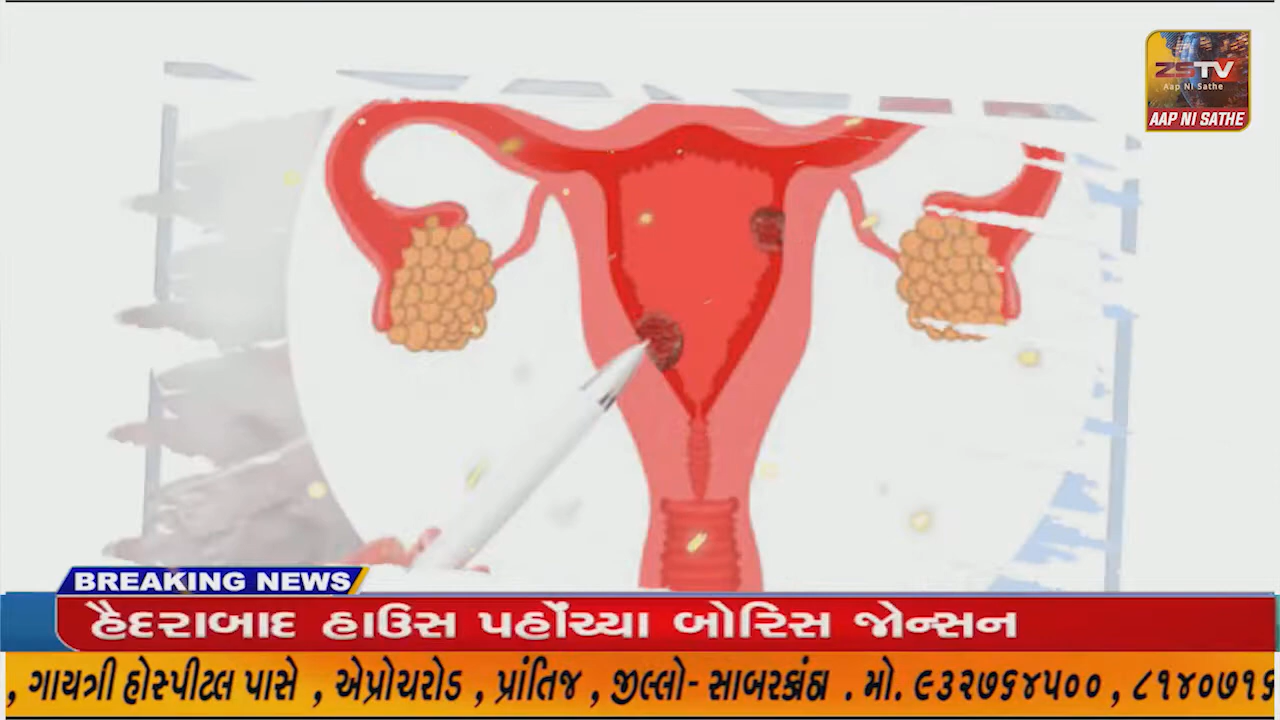 ZSTV
Aap Ni Sathe
AAP NI SATHE
BREAKING NEWS
હૈદરાબાદ હાઉસ પહોંચ્યા બોરિસ જોન્સન
, ગાયત્રી હોસ્પીટલ પાસે , એપ્રોચરોડ , પ્રાંતિજ , જીલ્લો- સાબરકાંઠા . મો. ૯૩૨૭૬૪૫૦૦ , ૮૧૪૦૭૧૬